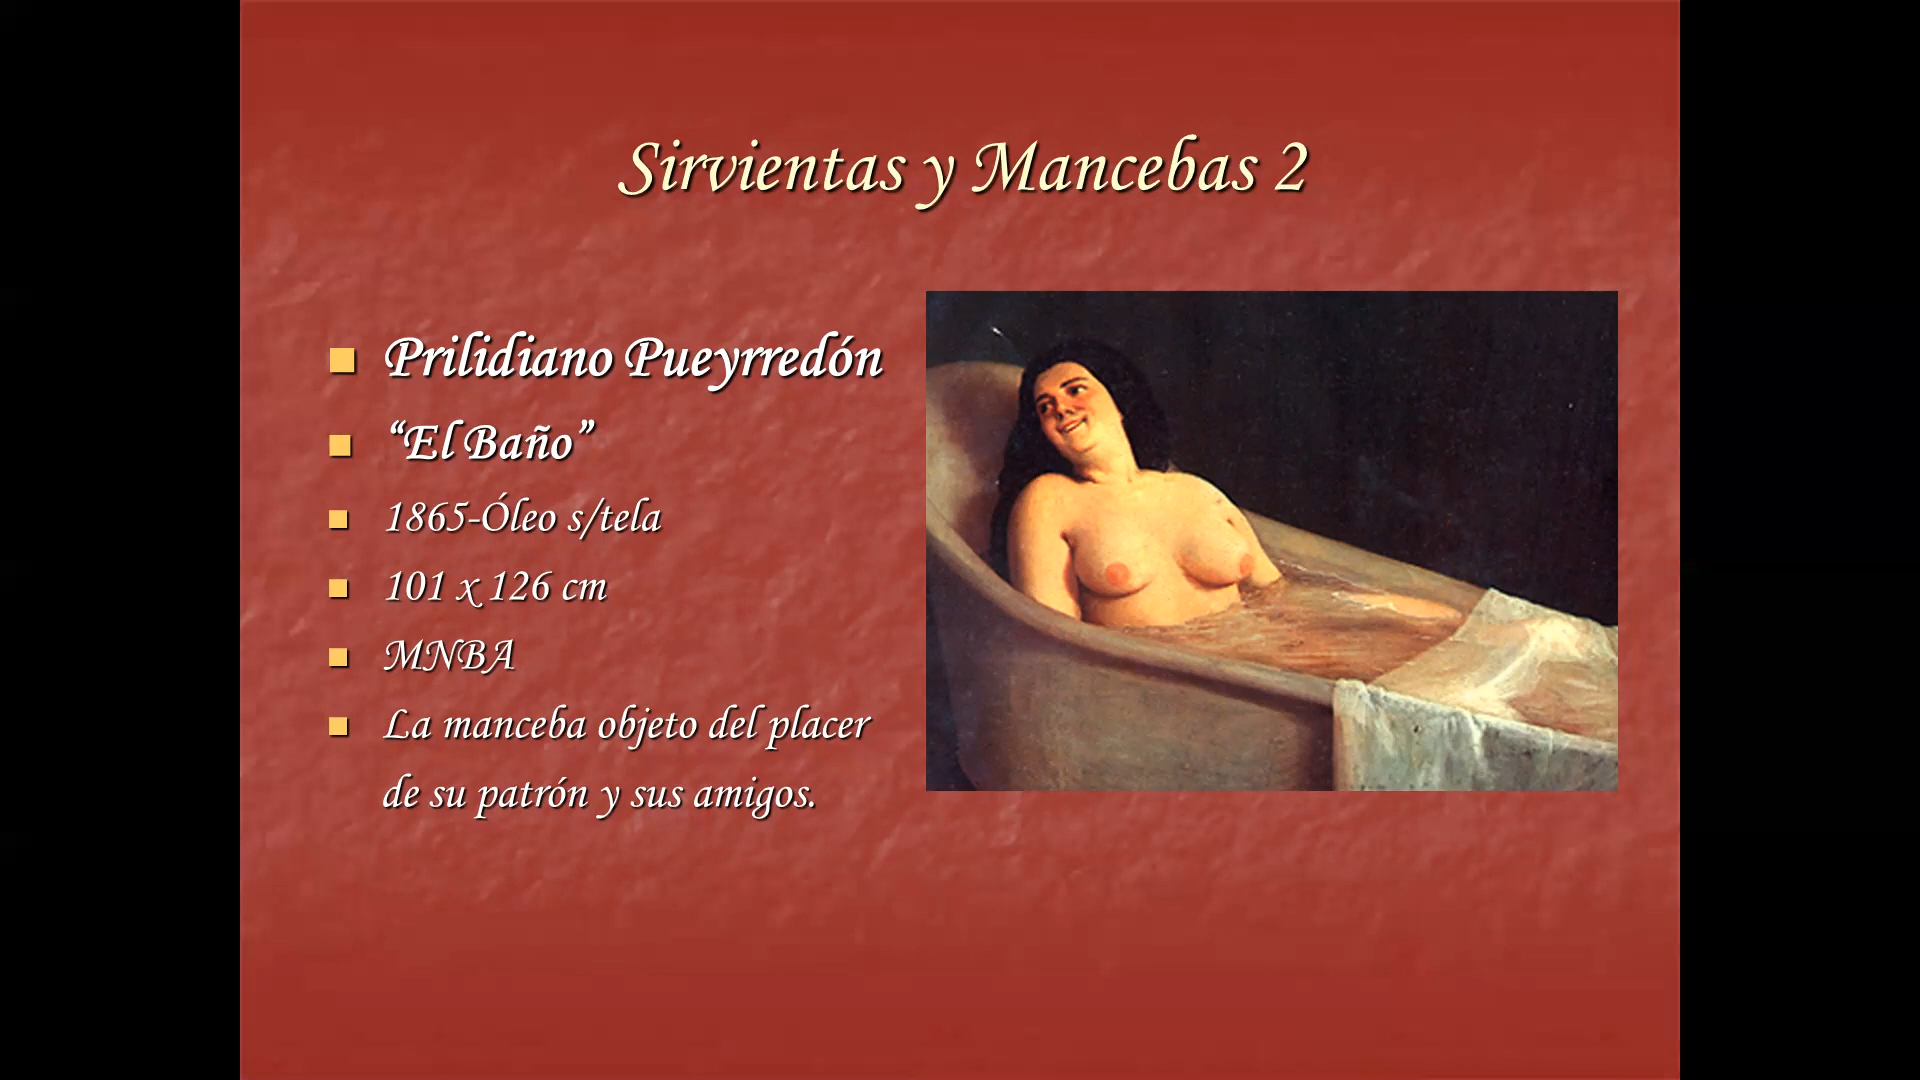 Sirvientas y Mancebas 2
Prilidiano Pueyrredón
“El Baño”
1865-Óleo s/tela
101 x 126 cm
MNBA
La manceba objeto del placer
de su patrón y sus amigos.